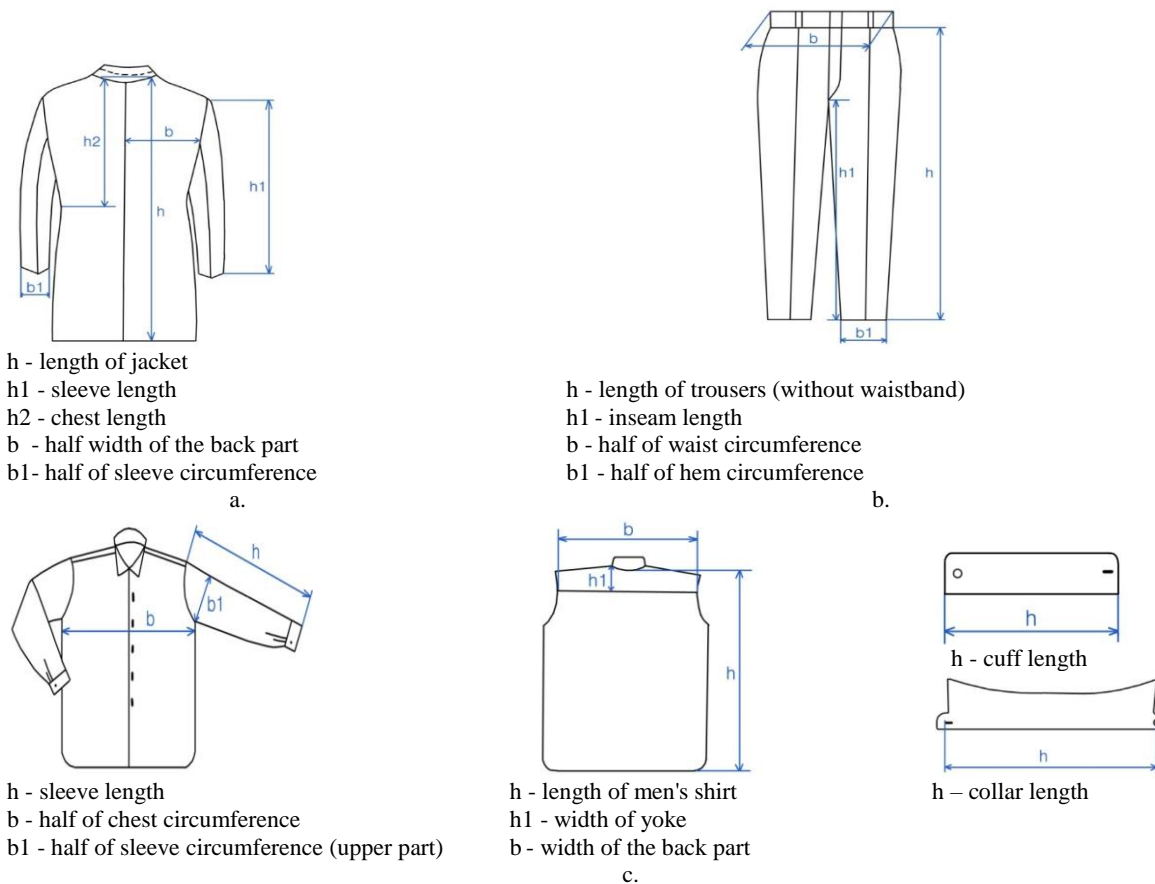 h2
b
h
h1
b1
b
h1
h
b1
h - length of jacket
h1 - sleeve length
h2 - chest length
b - half width of the back part
b1- half of sleeve circumference
a.
h - length of trousers (without waistband)
h1 - inseam length
b - half of waist circumference
b1 - half of hem circumference
b.
h
b1
b
h - sleeve length
b - half of chest circumference
b1 - half of sleeve circumference (upper part)
b
h1
h
h - length of men's shirt
h1 - width of yoke
b - width of the back part
h
h - cuff length
h
h – collar length
c.